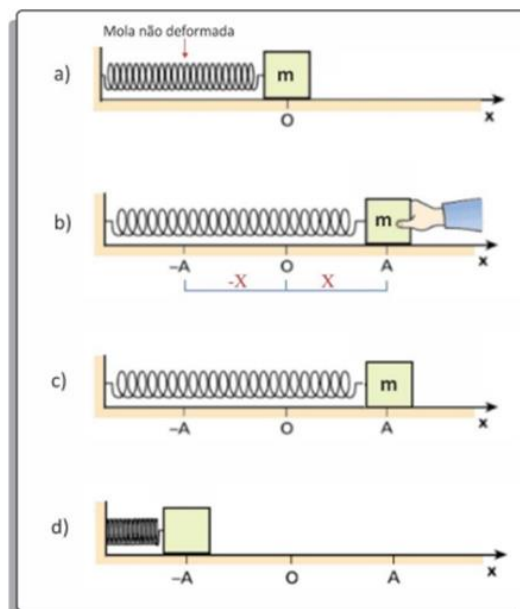 Mola não deformada
a)
m
O
x
b)
m
-A O A x
-X X
c)
m
-A O A x
d)
-A O A x